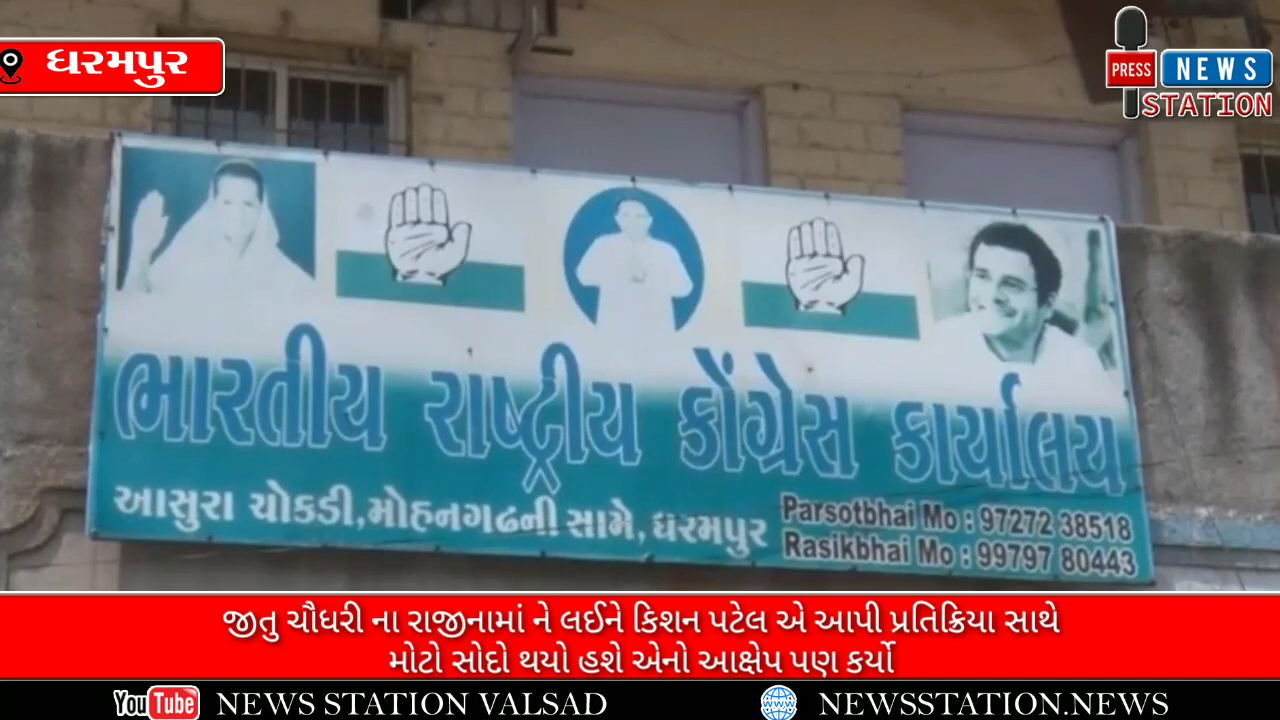 ધરમપુર
PRESS NEWS
STATION
ભારતીય રાષ્ટ્રીય કોંગ્રેસ કાર્યાલય
આસુરા ચોકડી,મોહનગઢની સામે, ધરમપુર
Parsotbhai Mo : 97272 38518
Rasikbhai Mo : 99797 80443
જીતુ ચૌધરી ના રાજીનામાં ને લઈને કિશન પટેલ એ આપી પ્રતિક્રિયા સાથે
મોટો સોદો થયો હશે એનો આક્ષેપ પણ કર્યો
YouTube NEWS STATION VALSAD
NEWSSTATION.NEWS